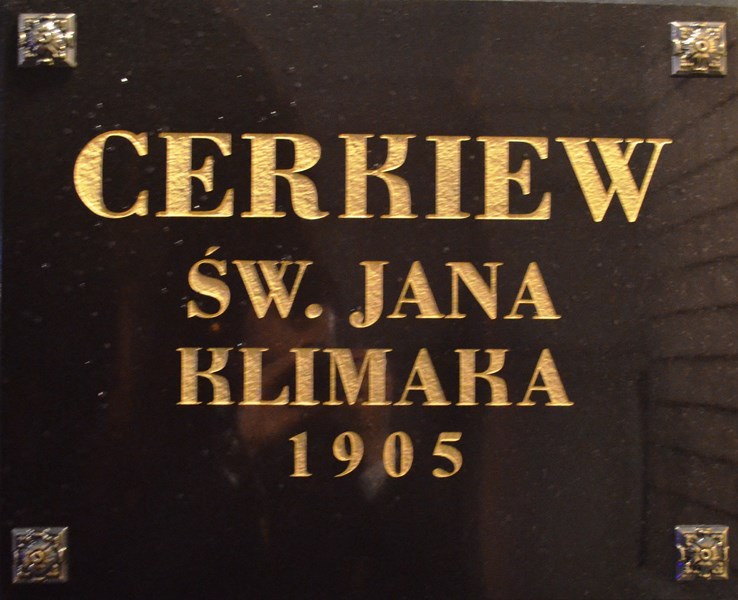 CERKIEW
ŚW. JANA
KLIMAKA
1905